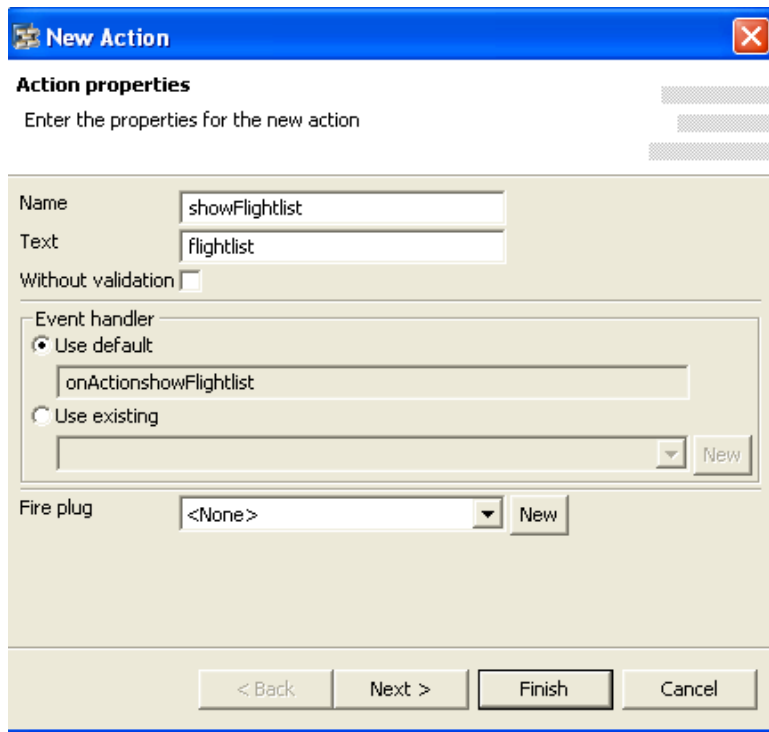 New Action
Action properties
Enter the properties for the new action
Name showFlightlist
Text flightlist
Without validation
Event handler
Use default
onActionshowFlightlist
Use existing
New
Fire plug <None> New
< Back Next > Finish Cancel